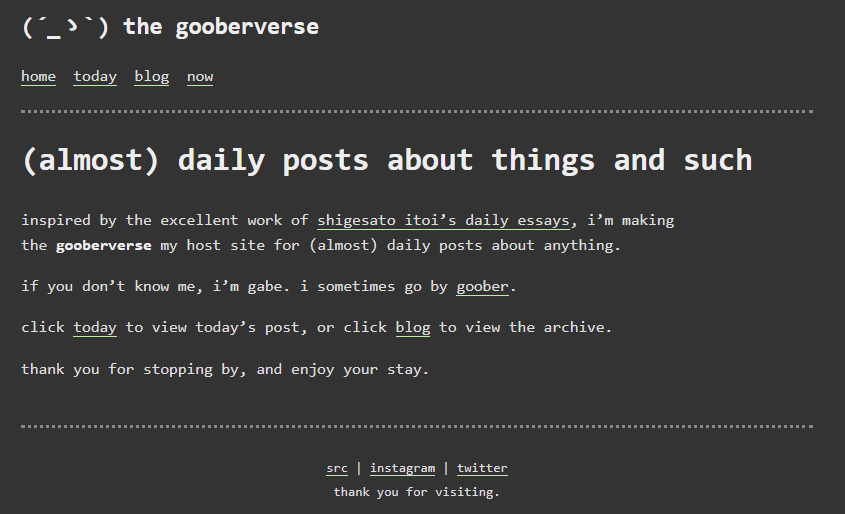 (´_ゝ`) the gooberverse
home today blog now
(almost) daily posts about things and such
inspired by the excellent work of shigesato itoi’s daily essays, i’m making
the gooberverse my host site for (almost) daily posts about anything.
if you don’t know me, i’m gabe. i sometimes go by goober.
click today to view today’s post, or click blog to view the archive.
thank you for stopping by, and enjoy your stay.
src | instagram | twitter
thank you for visiting.